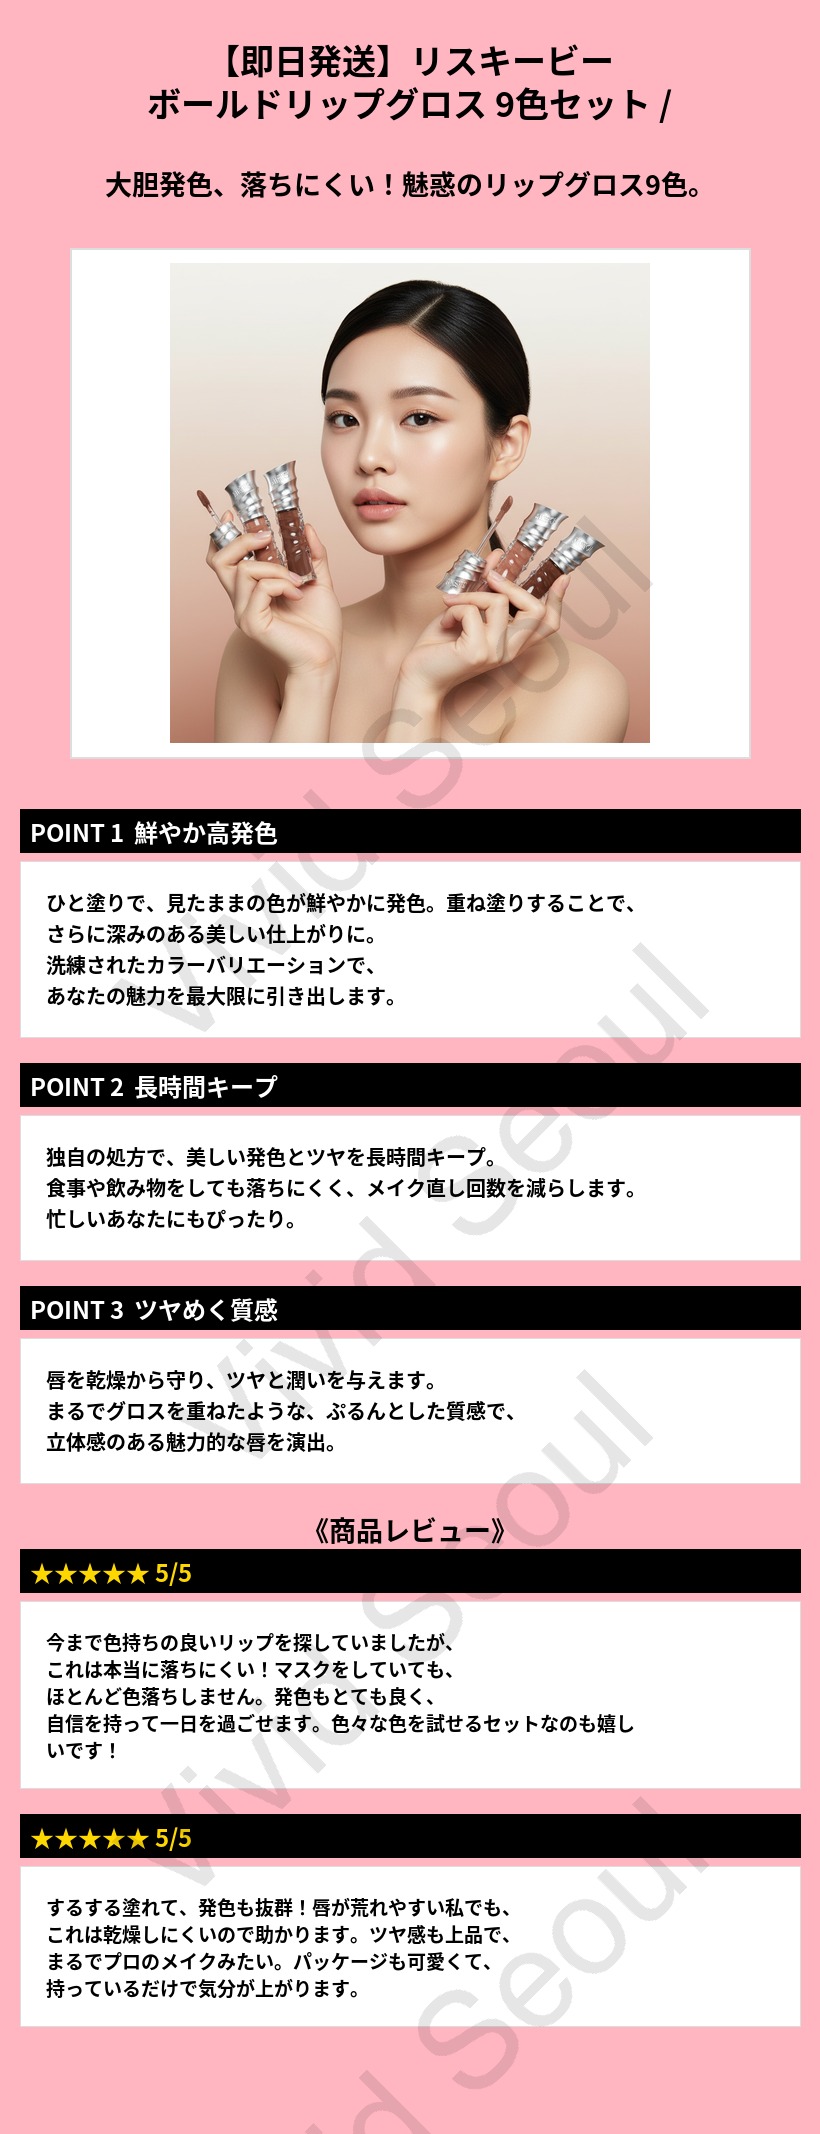 【即日発送】リスキービー
ボールドリップグロス 9色セット /
大胆発色、落ちにくい！魅惑のリップグロス9色。
POINT 1 鮮やか高発色
ひと塗りで、見たままの色が鮮やかに発色。重ね塗りすることで、
さらに深みのある美しい仕上がりに。
洗練されたカラーバリエーションで、
あなたの魅力を最大限に引き出します。
POINT 2 長時間キープ
独自の処方で、美しい発色とツヤを長時間キープ。
食事や飲み物をしても落ちにくく、メイク直し回数を減らします。
忙しいあなたにもぴったり。
POINT 3 ツヤめく質感
唇を乾燥から守り、ツヤと潤いを与えます。
まるでグロスを重ねたような、ぷるんとした質感で、
立体感のある魅力的な唇を演出。
《商品レビュー》
★★★★★ 5/5
今まで色持ちの良いリップを探していましたが、
これは本当に落ちにくい！マスクをしていても、
ほとんど色落ちしません。発色もとても良く、
自信を持って一日を過ごせます。色々な色を試せるセットなのも嬉し
いです！
★★★★★ 5/5
するする塗れて、発色も抜群！唇が荒れやすい私でも、
これは乾燥しにくいので助かります。ツヤ感も上品で、
まるでプロのメイクみたい。パッケージも可愛くて、
持っているだけで気分が上がります。
Vivid Seoul
Vivid Seoul
Vivid Seoul
Vivid Seoul